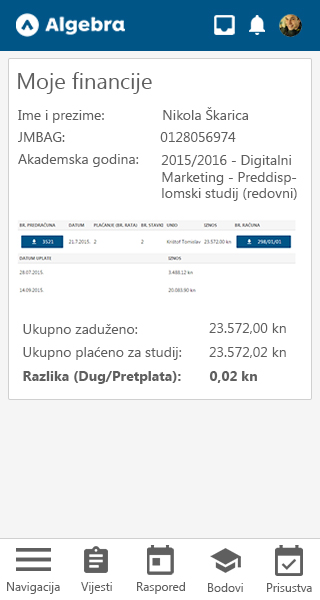 Algebra
Moje financije
Ime i prezime: Nikola Škarica
JMBAG: 0128056974
Akademska godina: 2015/2016 - Digitalni
Marketing - Preddisp-
lomski studij (redovni)
BR. PREDRAČUNA DATUM PLAĆANJE (BR. RATA) BR. STAVKI UNIO IZNOS BR. RAČUNA
3521 21.7.2015 2 2 Krištof Tomislav 23.572,00 kn 298/01/01
DATUM UPLATE IZNOS
28.07.2015 3.488,12 kn
14.09.2015 20.083,90 kn
Ukupno zaduženo: 23.572,00 kn
Ukupno plaćeno za studij: 23.572,02 kn
Razlika (Dug/Pretplata): 0,02 kn
Navigacija Vijesti Raspored Bodovi Prisustva